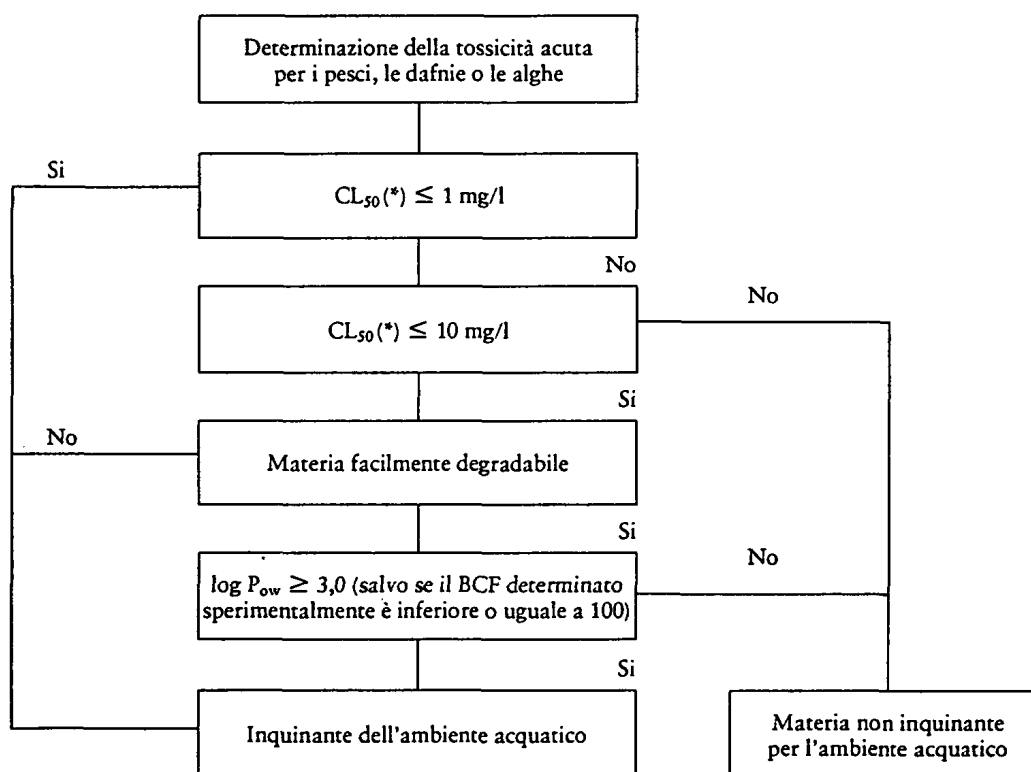 Determinazione della tossicità acuta
per i pesci, le dafnie o le alghe
Si
CL50(*) ≤ 1 mg/l
No
No
CL50(*) ≤ 10 mg/l
Si
No
Materia facilmente degradabile
Si
No
log Pow ≥ 3,0 (salvo se il BCF determinato
sperimentalmente è inferiore o uguale a 100)
Si
Inquinante dell'ambiente acquatico
Materia non inquinante
per l'ambiente acquatico